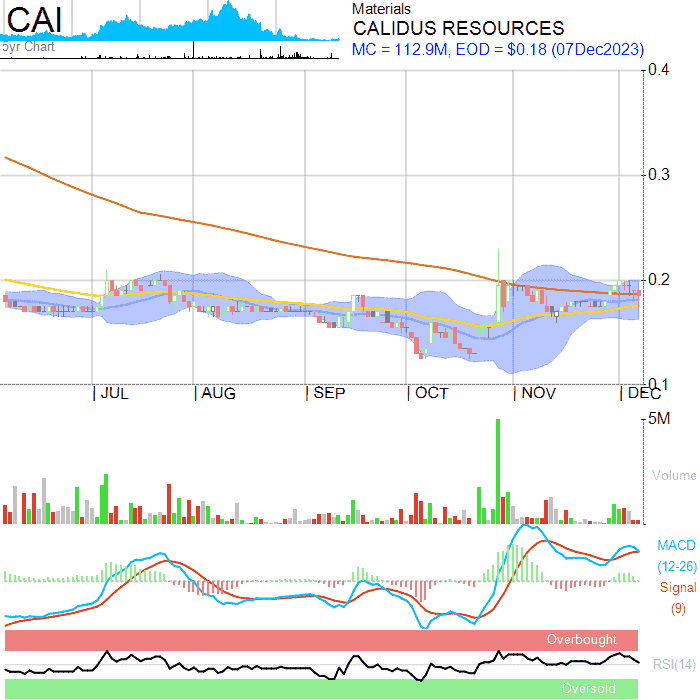 CAI
5yr Chart
Materials
CALIDUS RESOURCES
MC = 112.9M, EOD = $0.18 (07Dec2023)
0.4
0.3
0.2
0.1
| JUL | AUG | SEP | OCT | NOV | DEC
5M
Volume
MACD
(12-26)
Signal
(9)
Overbought
RSI(14)
Oversold